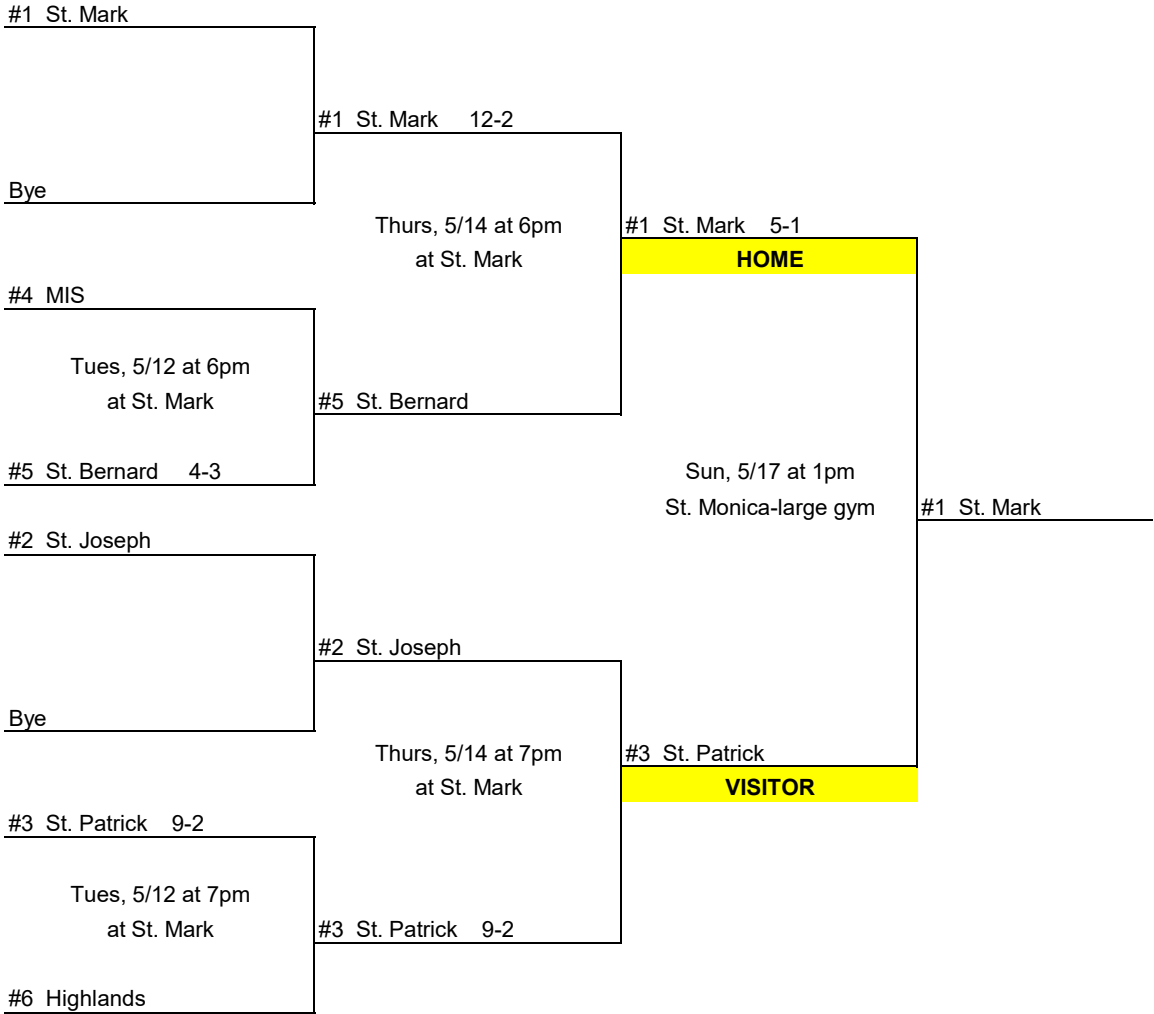 #1 St. Mark
#1 St. Mark 12-2
Bye
Thurs, 5/14 at 6pm
at St. Mark
#1 St. Mark 5-1
HOME
#4 MIS
Tues, 5/12 at 6pm
at St. Mark
#5 St. Bernard
#5 St. Bernard 4-3
Sun, 5/17 at 1pm
St. Monica-large gym
#1 St. Mark
#2 St. Joseph
#2 St. Joseph
Bye
Thurs, 5/14 at 7pm
at St. Mark
#3 St. Patrick
VISITOR
#3 St. Patrick 9-2
Tues, 5/12 at 7pm
at St. Mark
#3 St. Patrick 9-2
#6 Highlands